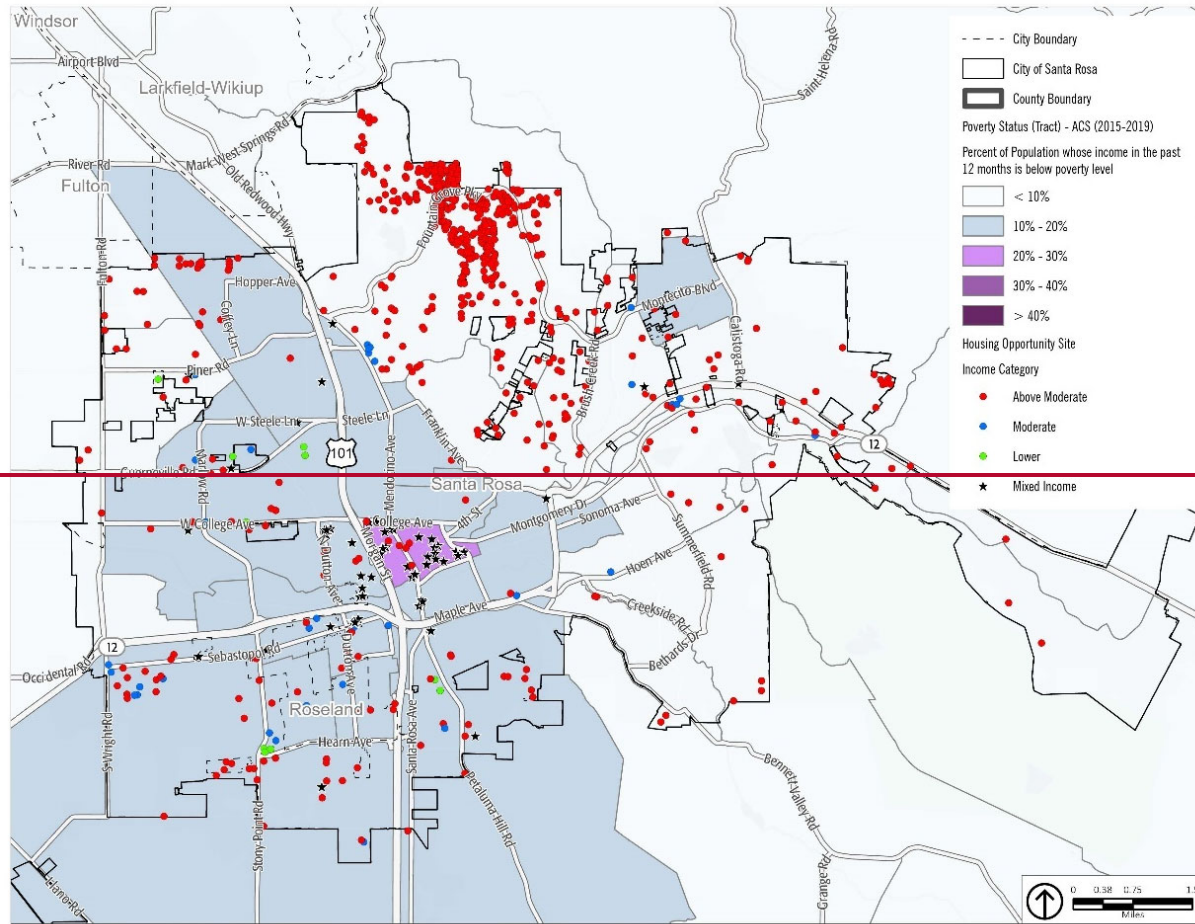 Windsor
Airport Blvd
Larkfield-Wikiup
Saint Helena Rd
River Rd
Mark West Springs Rd
Fulton
Old Redwood Hwy
Fountain Grove Pky
Fulton Rd
Hopper Ave
Coffey Ln
Montecito Blvd
Calistoga Rd
Piner Rd
Brush Creek Rd
W Steele Ln
Steele Ln
Franklin Ave
101
Mendocino Ave
12
Guerneville Rd
Marlow Rd
Santa Rosa
W College Ave
College Ave
4th St
Montgomery Dr
Sonoma Ave
Summerfield Rd
Morgan St
N Dutton Ave
Hoen Ave
Maple Ave
Creekside Rd
Bethards Dr
12
Occidental Rd
Sebastopol Rd
Dutton Ave
Roseland
S Wright Rd
Hearn Ave
Santa Rosa Ave
Stony Point Rd
Petaluma Hill Rd
Bennett Valley Rd
Grange Rd
Llano Rd
City Boundary
City of Santa Rosa
County Boundary
Poverty Status (Tract) - ACS (2015-2019)
Percent of Population whose income in the past
12 months is below poverty level
< 10%
10% - 20%
20% - 30%
30% - 40%
> 40%
Housing Opportunity Site
Income Category
Above Moderate
Moderate
Lower
Mixed Income
0 0.38 0.75 1.5
Miles